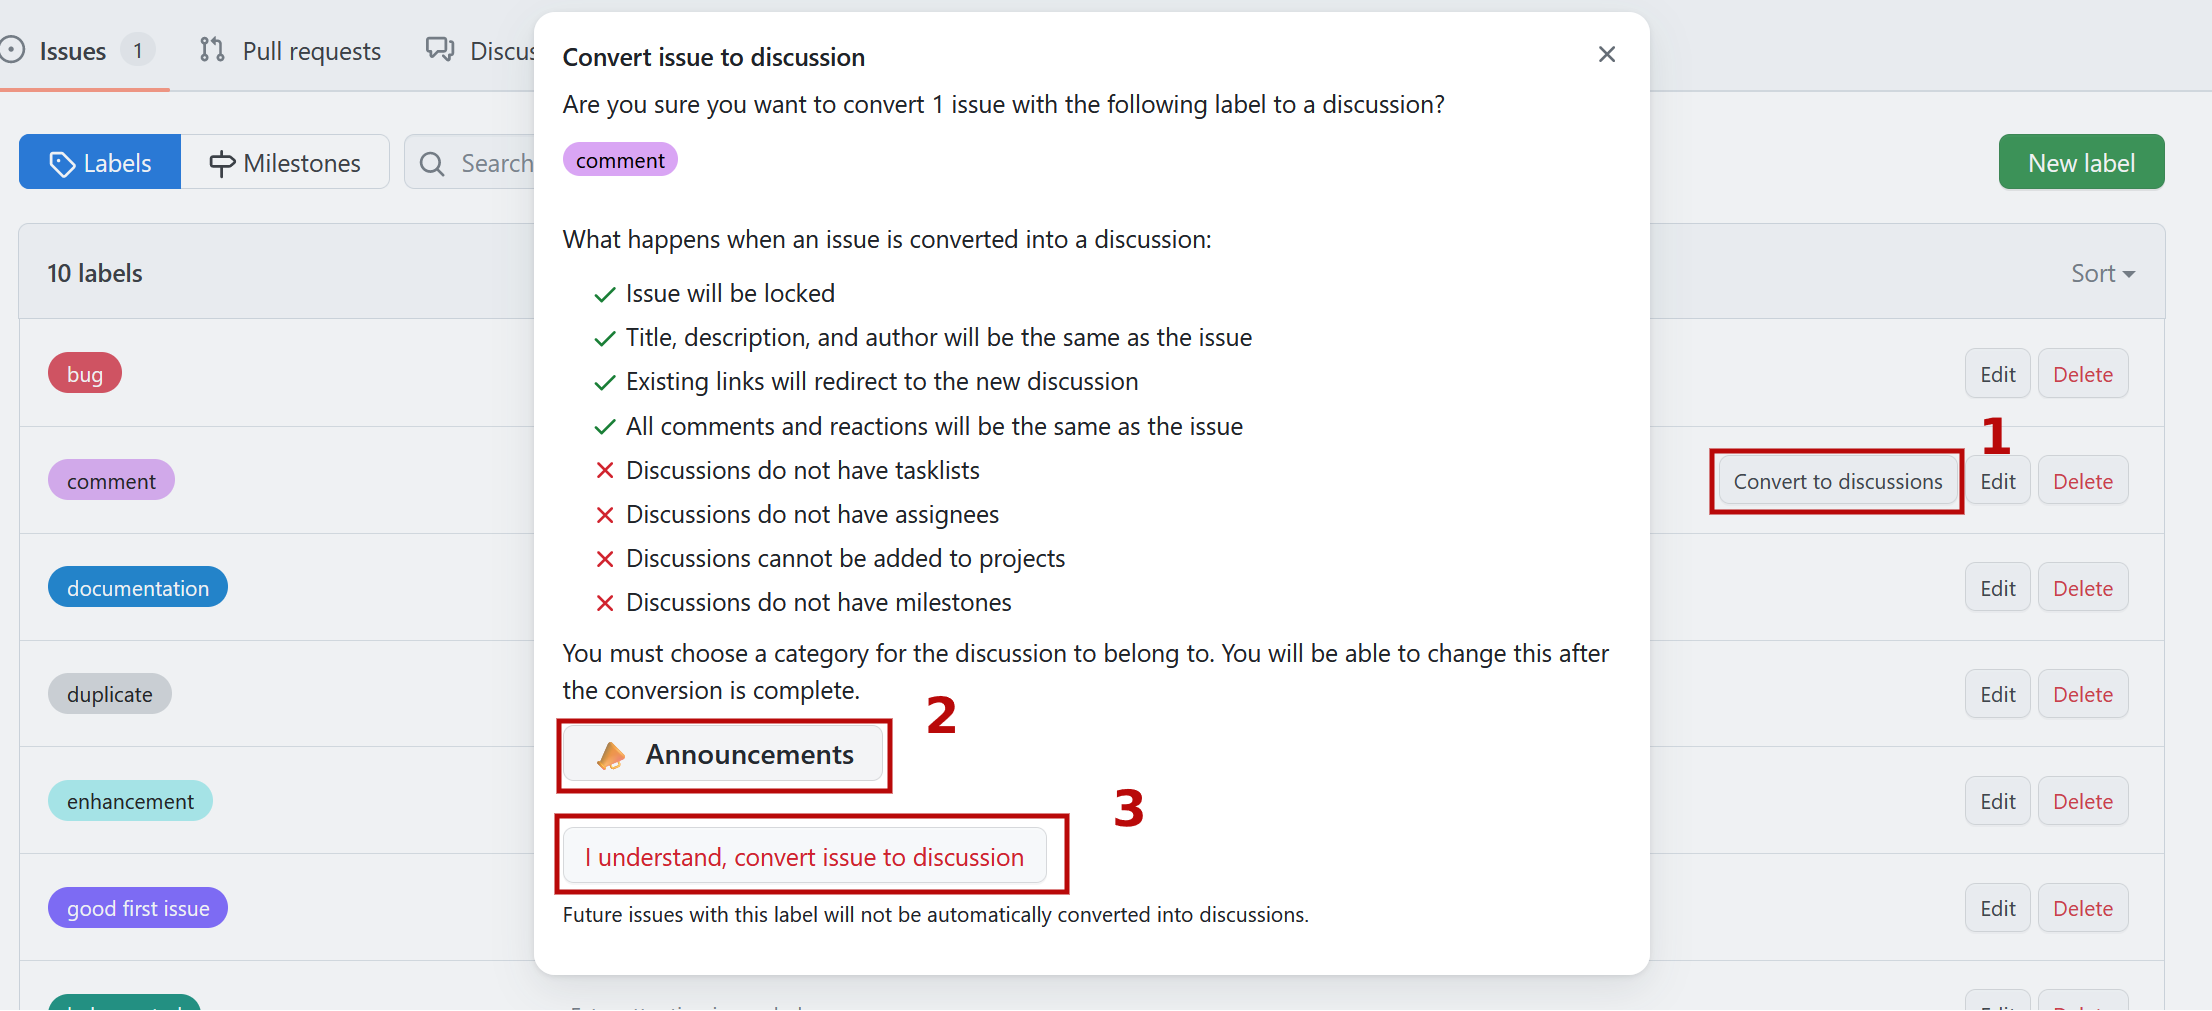 Issues 1 Pull requests
Convert issue to discussion
Are you sure you want to convert 1 issue with the following label to a discussion?
Labels Milestones Search
comment
New label
What happens when an issue is converted into a discussion:
10 labels
Sort
Issue will be locked
Title, description, and author will be the same as the issue
Existing links will redirect to the new discussion
All comments and reactions will be the same as the issue
Discussions do not have tasklists
Discussions do not have assignees
Discussions cannot be added to projects
Discussions do not have milestones
You must choose a category for the discussion to belong to. You will be able to change this after
the conversion is complete.
2
Announcements
3
I understand, convert issue to discussion
Future issues with this label will not be automatically converted into discussions.
bug
Edit Delete
1
comment
Convert to discussions Edit Delete
documentation
Edit Delete
duplicate
Edit Delete
enhancement
Edit Delete
good first issue
Edit Delete